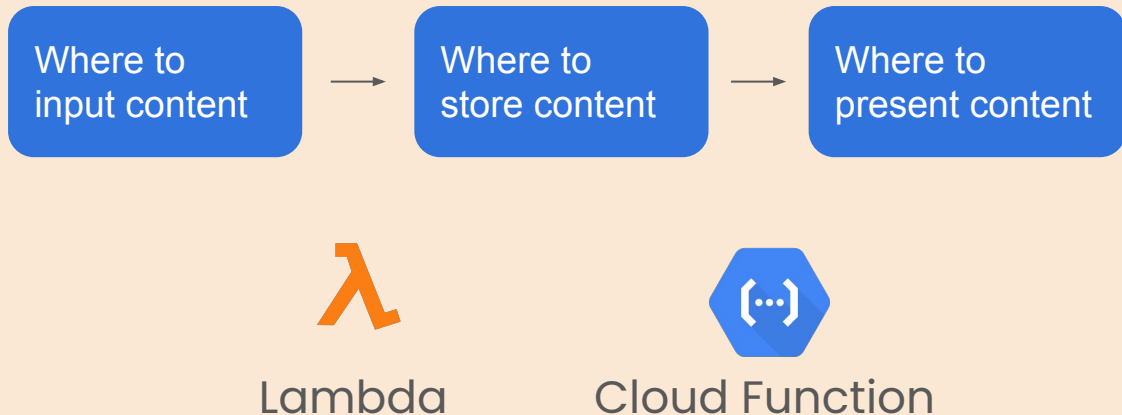 Where to
input content
Where to
store content
Where to
present content
Lambda
Cloud Function